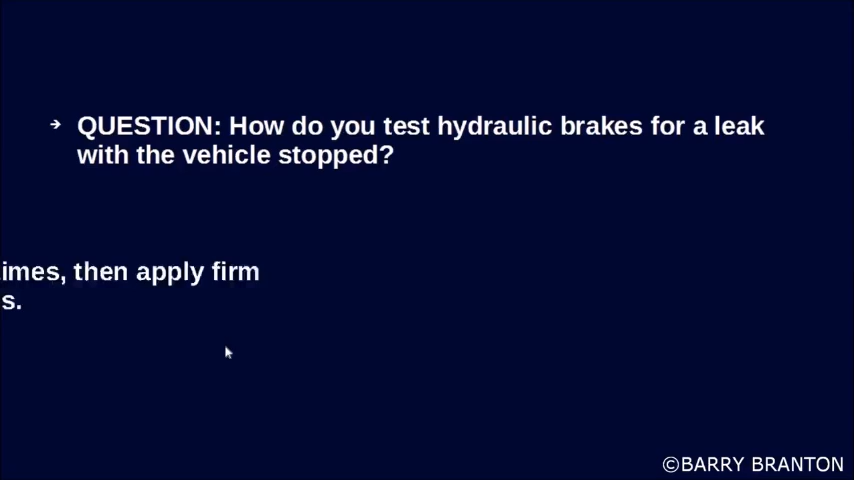 → QUESTION: How do you test hydraulic brakes for a leak
with the vehicle stopped?
imes, then apply firm
s.
©BARRY BRANTON